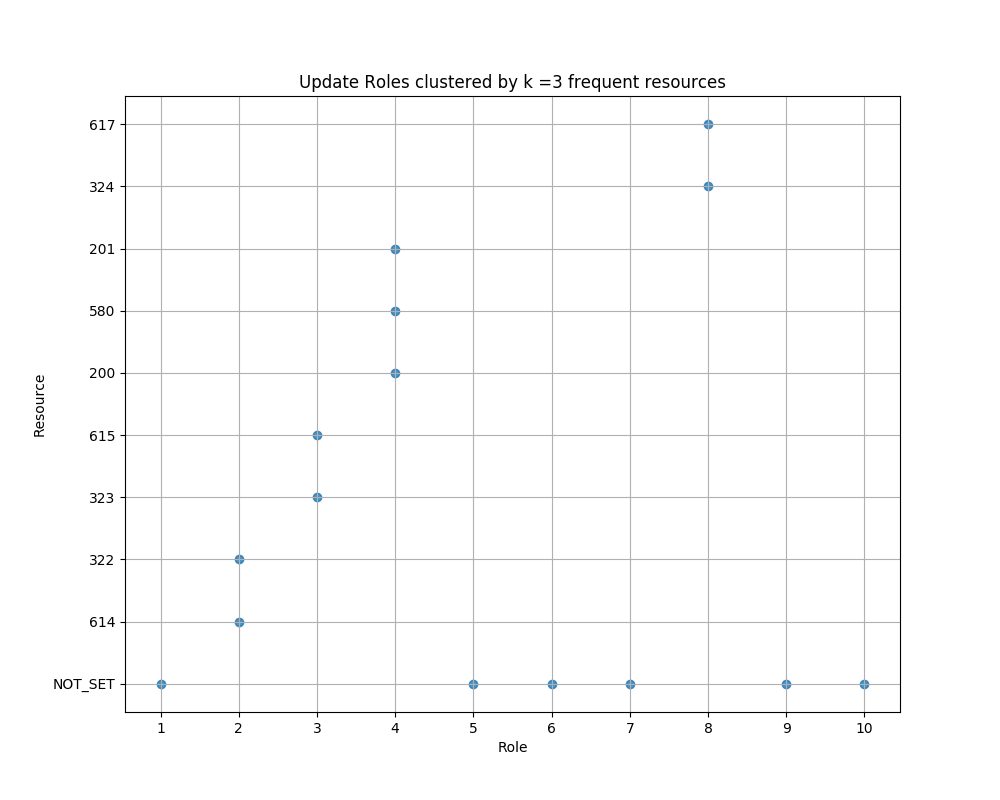 Update Roles clustered by k =3 frequent resources
617
324
201
580
200
615
323
322
614
NOT_SET
Resource
1 2 3 4 5 6 7 8 9 10
Role